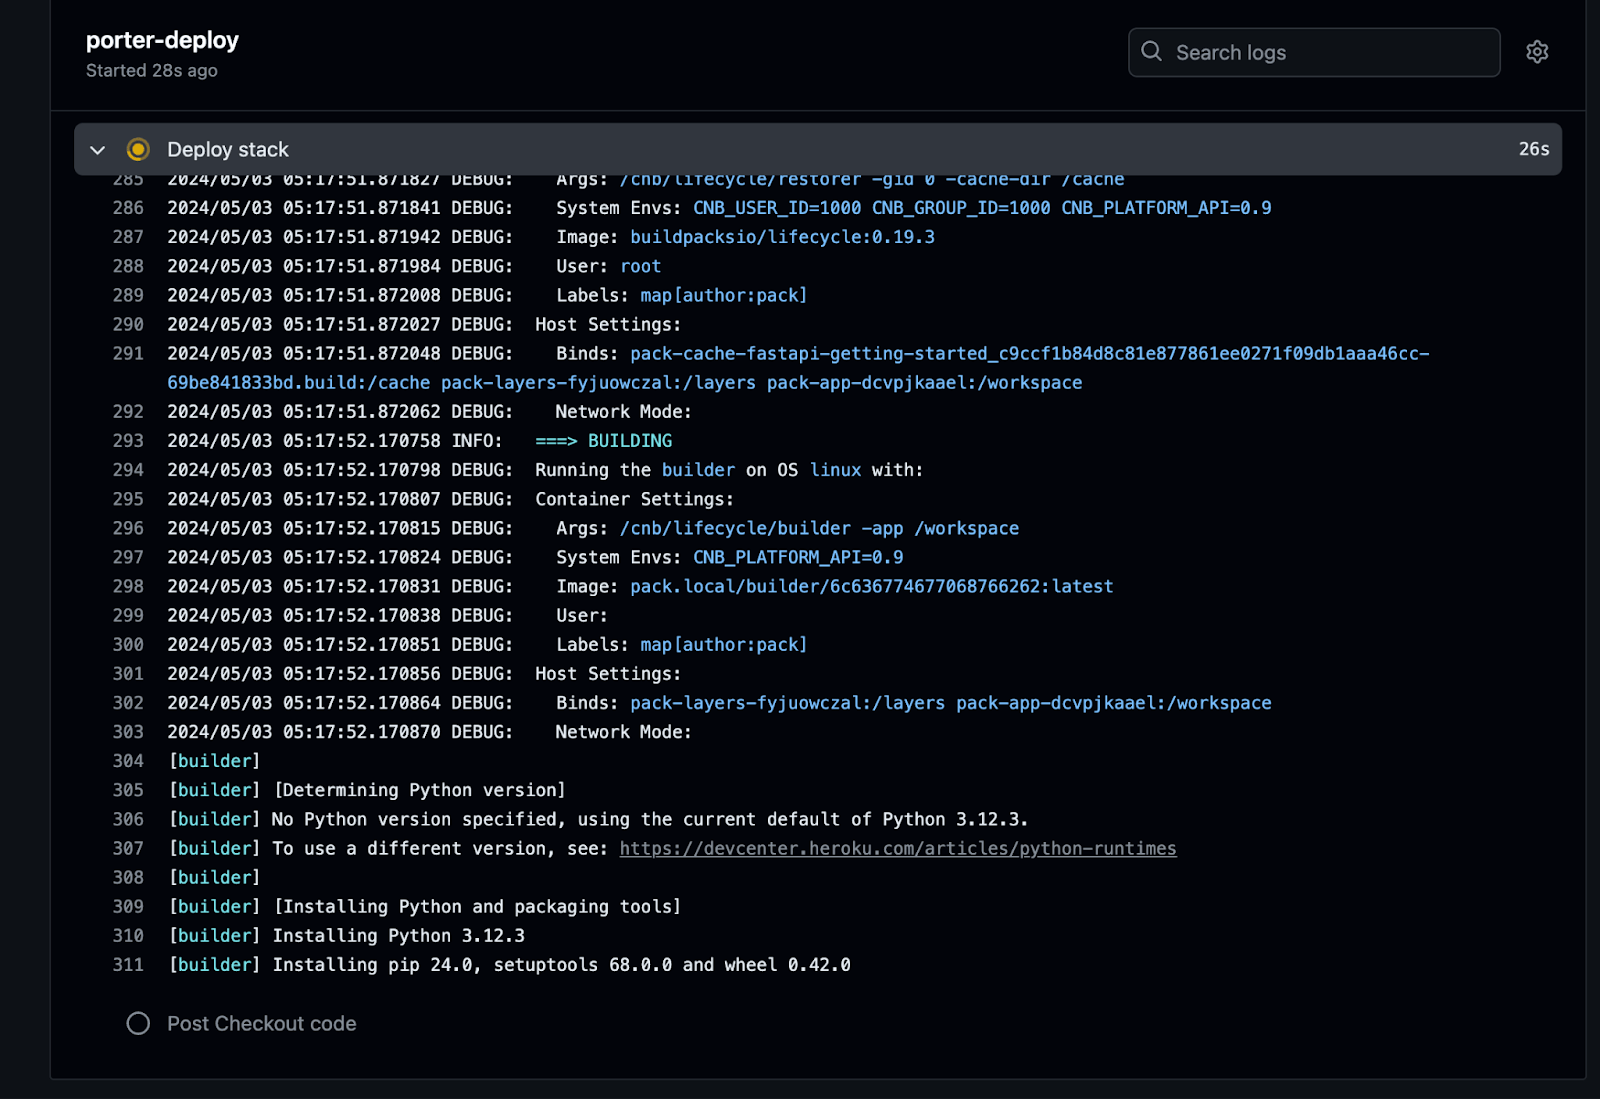 porter-deploy
Started 28s ago
Search logs
Deploy stack 26s
285 2024/05/03 05:17:51.871827 DEBUG: Args: /cnb/lifecycle/restorer -gid 0 -cache-dir /cache
286 2024/05/03 05:17:51.871841 DEBUG: System Envs: CNB_USER_ID=1000 CNB_GROUP_ID=1000 CNB_PLATFORM_API=0.9
287 2024/05/03 05:17:51.871942 DEBUG: Image: buildpacksio/lifecycle:0.19.3
288 2024/05/03 05:17:51.871984 DEBUG: User: root
289 2024/05/03 05:17:51.872008 DEBUG: Labels: map[author:pack]
290 2024/05/03 05:17:51.872027 DEBUG: Host Settings:
291 2024/05/03 05:17:51.872048 DEBUG: Binds: pack-cache-fastapi-getting-started_c9ccf1b84d8c81e877861ee0271f09db1aaa46cc-
69be841833bd.build:/cache pack-layers-fyjuowczal:/layers pack-app-dcvpjkaael:/workspace
292 2024/05/03 05:17:51.872062 DEBUG: Network Mode:
293 2024/05/03 05:17:52.170758 INFO: ===> BUILDING
294 2024/05/03 05:17:52.170798 DEBUG: Running the builder on OS linux with:
295 2024/05/03 05:17:52.170807 DEBUG: Container Settings:
296 2024/05/03 05:17:52.170815 DEBUG: Args: /cnb/lifecycle/builder -app /workspace
297 2024/05/03 05:17:52.170824 DEBUG: System Envs: CNB_PLATFORM_API=0.9
298 2024/05/03 05:17:52.170831 DEBUG: Image: pack.local/builder/6c636774677068766262:latest
299 2024/05/03 05:17:52.170838 DEBUG: User:
300 2024/05/03 05:17:52.170851 DEBUG: Labels: map[author:pack]
301 2024/05/03 05:17:52.170856 DEBUG: Host Settings:
302 2024/05/03 05:17:52.170864 DEBUG: Binds: pack-layers-fyjuowczal:/layers pack-app-dcvpjkaael:/workspace
303 2024/05/03 05:17:52.170870 DEBUG: Network Mode:
304 [builder]
305 [builder] [Determining Python version]
306 [builder] No Python version specified, using the current default of Python 3.12.3.
307 [builder] To use a different version, see: https://devcenter.heroku.com/articles/python-runtimes
308 [builder]
309 [builder] [Installing Python and packaging tools]
310 [builder] Installing Python 3.12.3
311 [builder] Installing pip 24.0, setuptools 68.0.0 and wheel 0.42.0
Post Checkout code